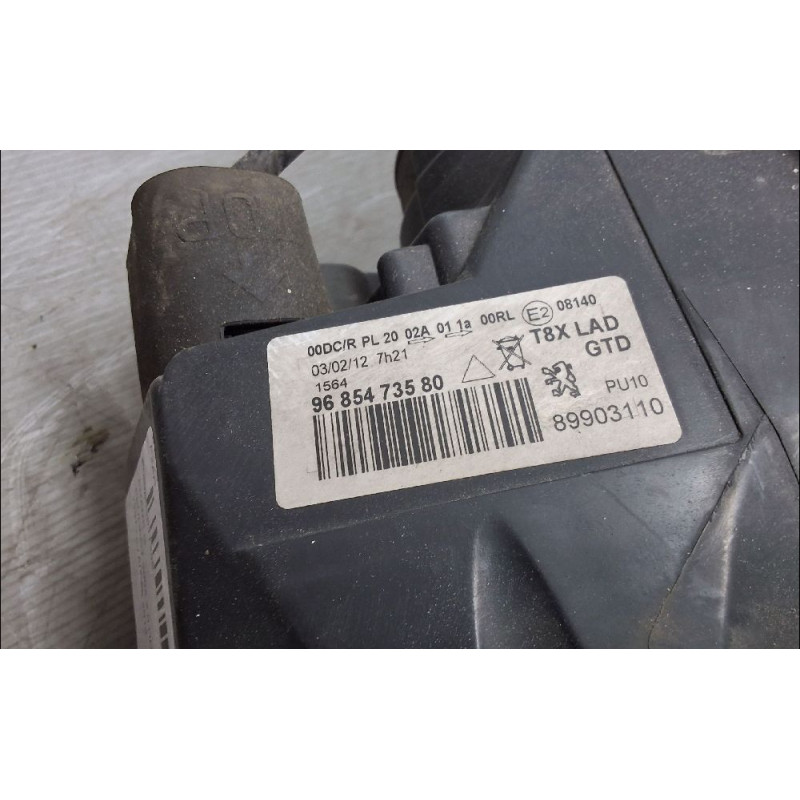 TOP
00DC/R PL 20 02A 01 1a 00RL E2 08140
03/02/12 7h21
T8X LAD
1564
GTD
96 854 735 80
PU10
89903110